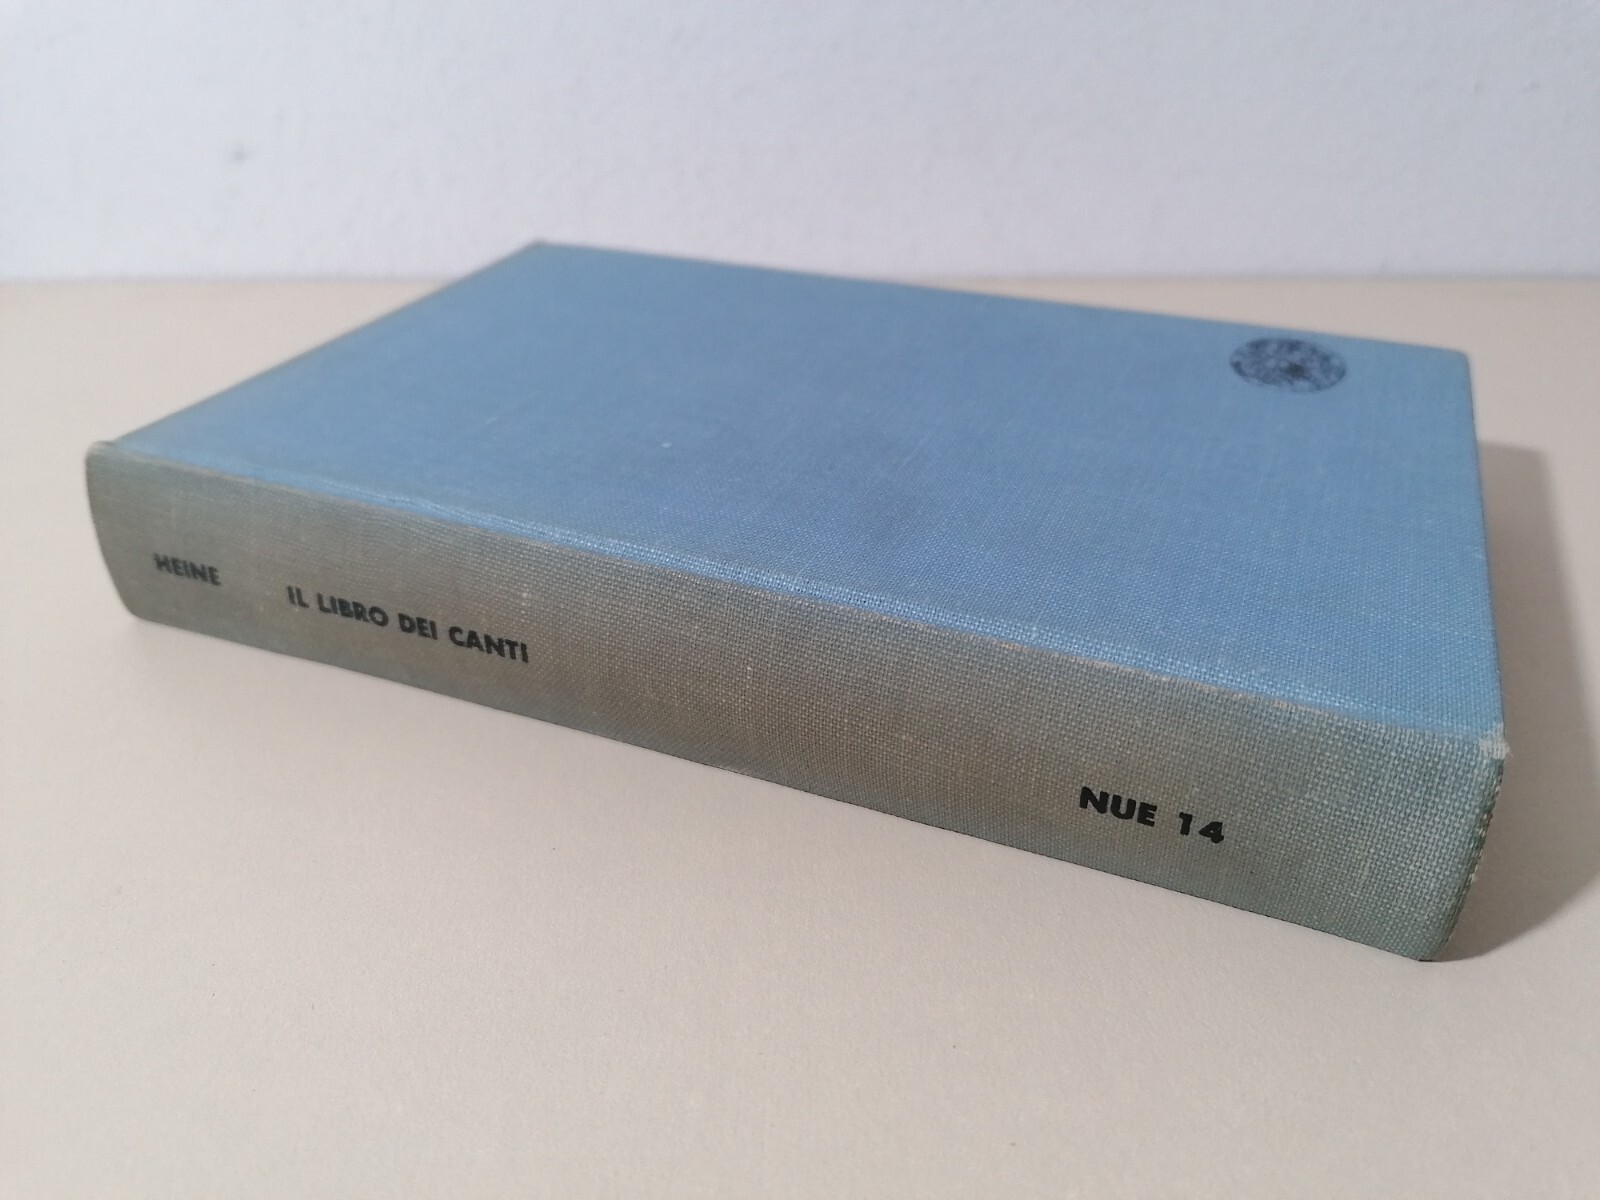 HEINE
IL LIBRO DEI CANTI
NUE 14